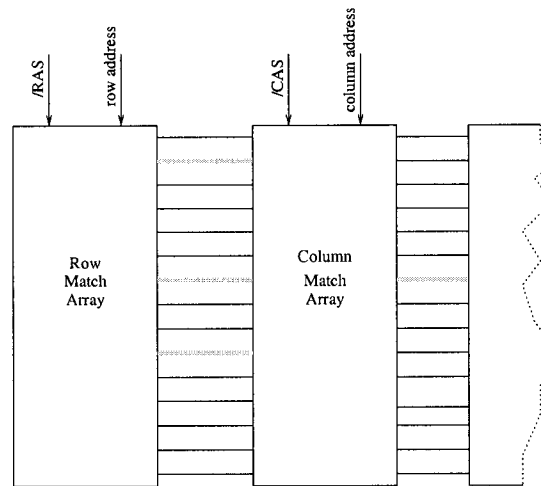 /RAS
row address
/CAS
column address
Row
Match
Array
Column
Match
Array